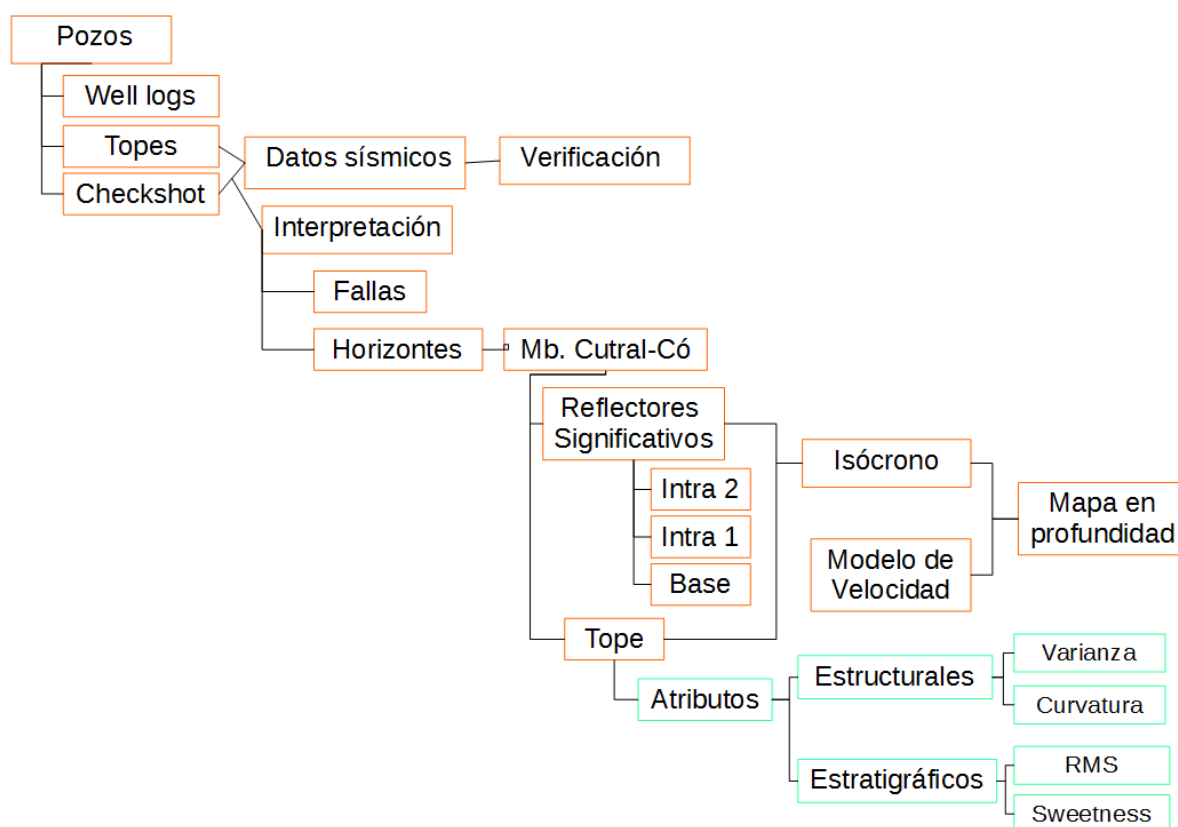 Pozos
Well logs
Topes
Checkshot
Datos sísmicos
Verificación
Interpretación
Fallas
Horizontes
Mb. Cutral-Có
Reflectores
Significativos
Intra 2
Intra 1
Base
Tope
Isócrono
Modelo de
Velocidad
Mapa en
profundidad
Atributos
Estructurales
Varianza
Curvatura
Estratigráficos
RMS
Sweetness